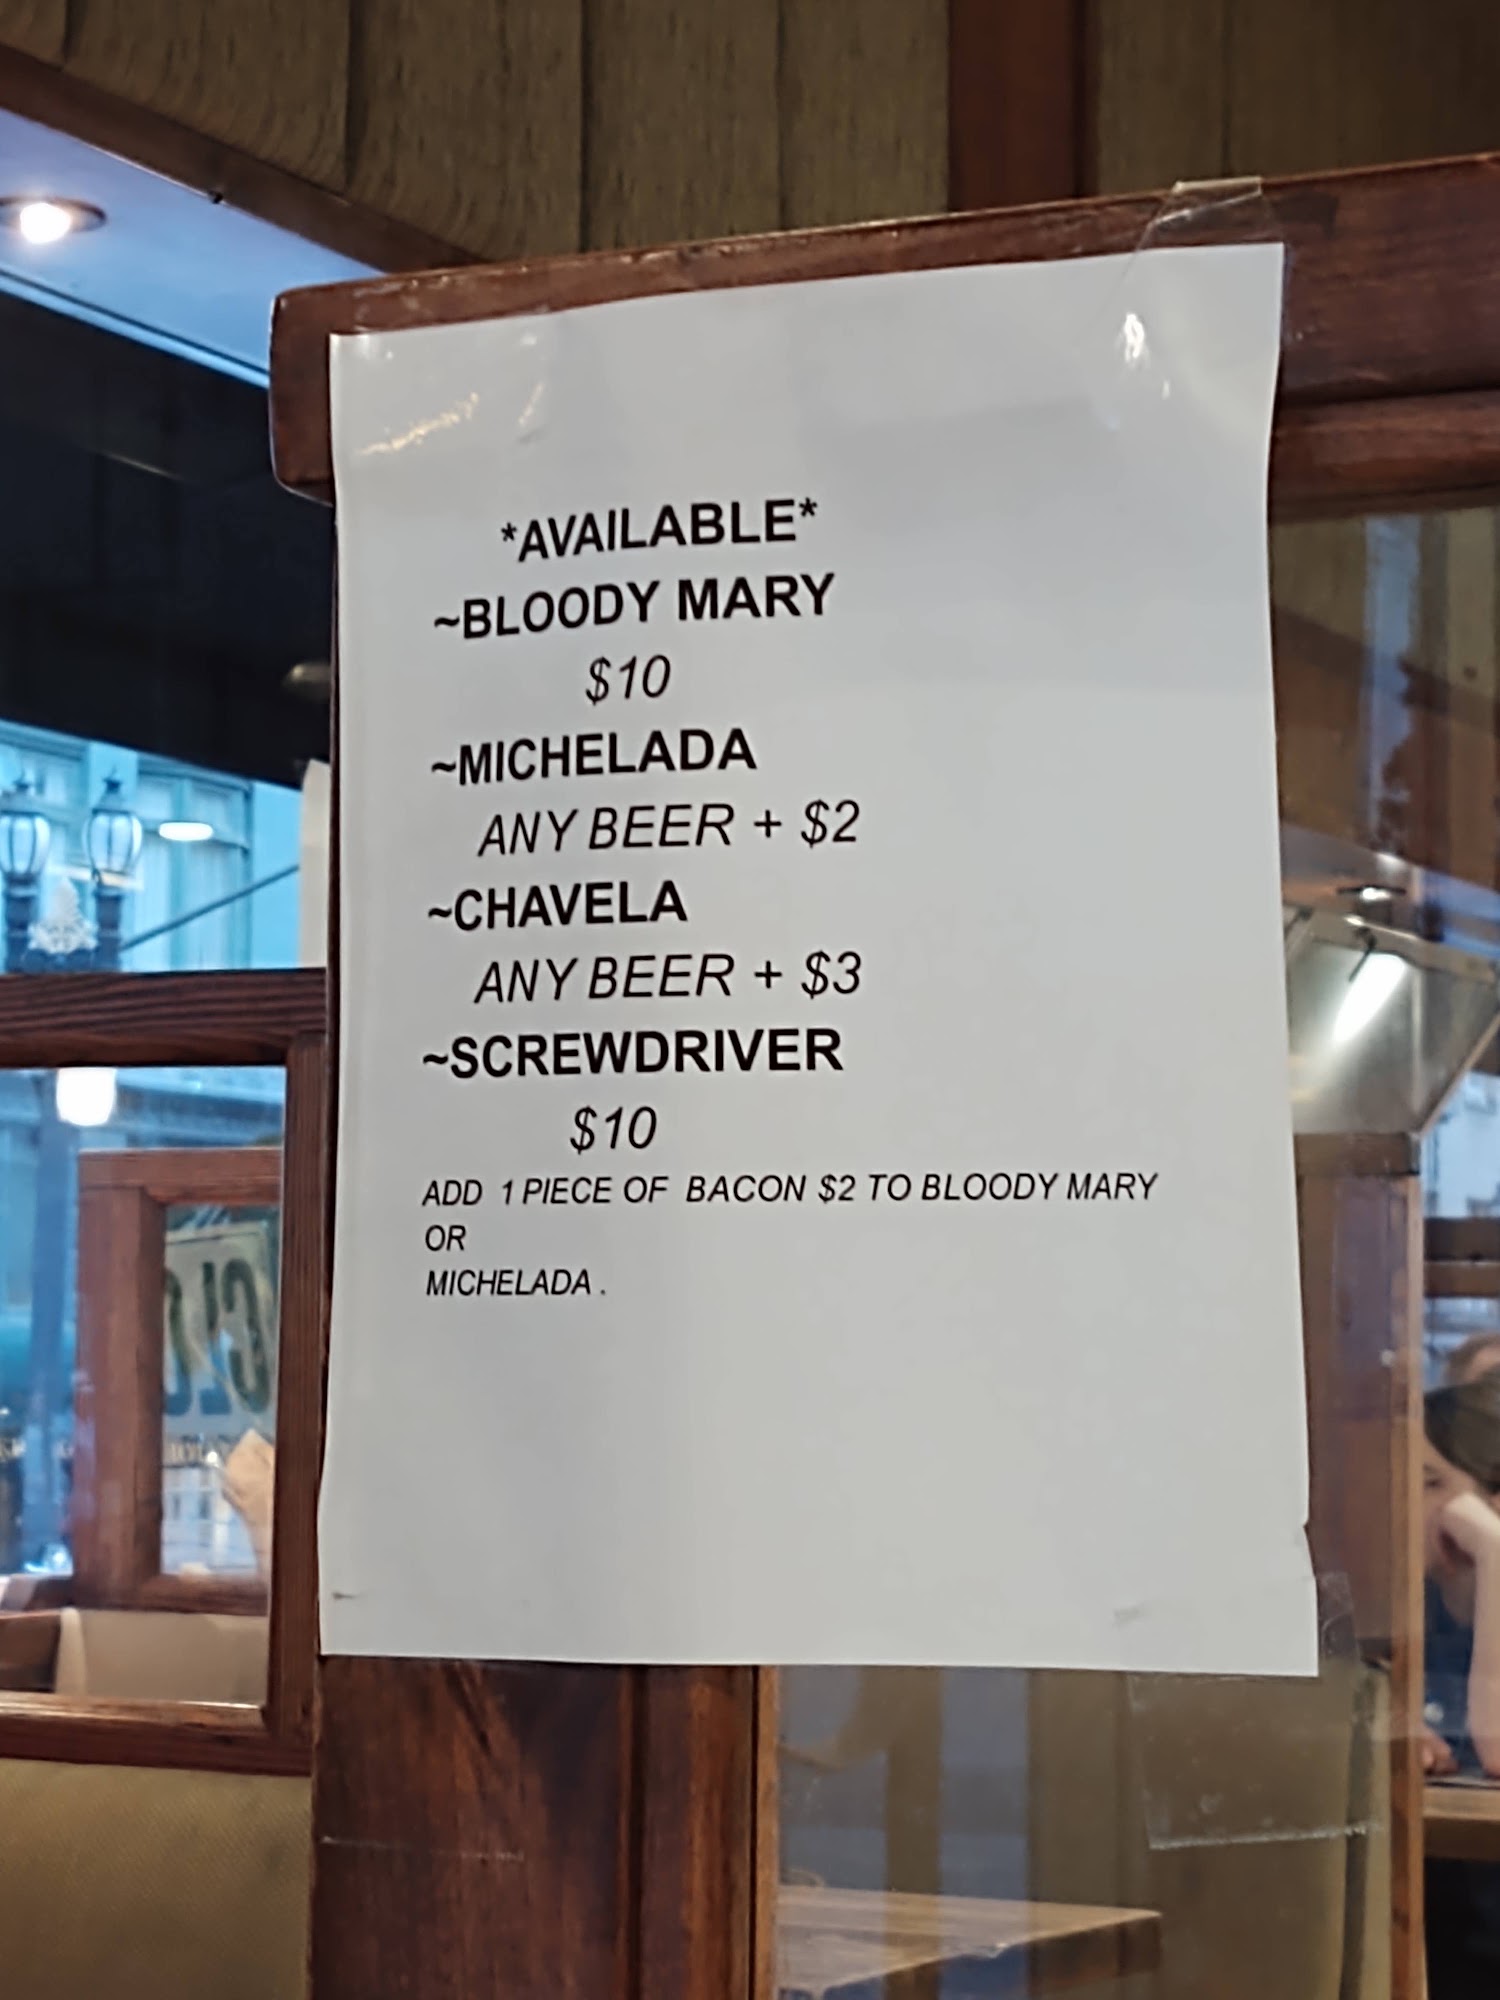 *AVAILABLE*
~BLOODY MARY
$10
~MICHELADA
ANY BEER + $2
~CHAVELA
ANY BEER + $3
~SCREWDRIVER
$10
ADD 1 PIECE OF BACON $2 TO BLOODY MARY
OR
MICHELADA .